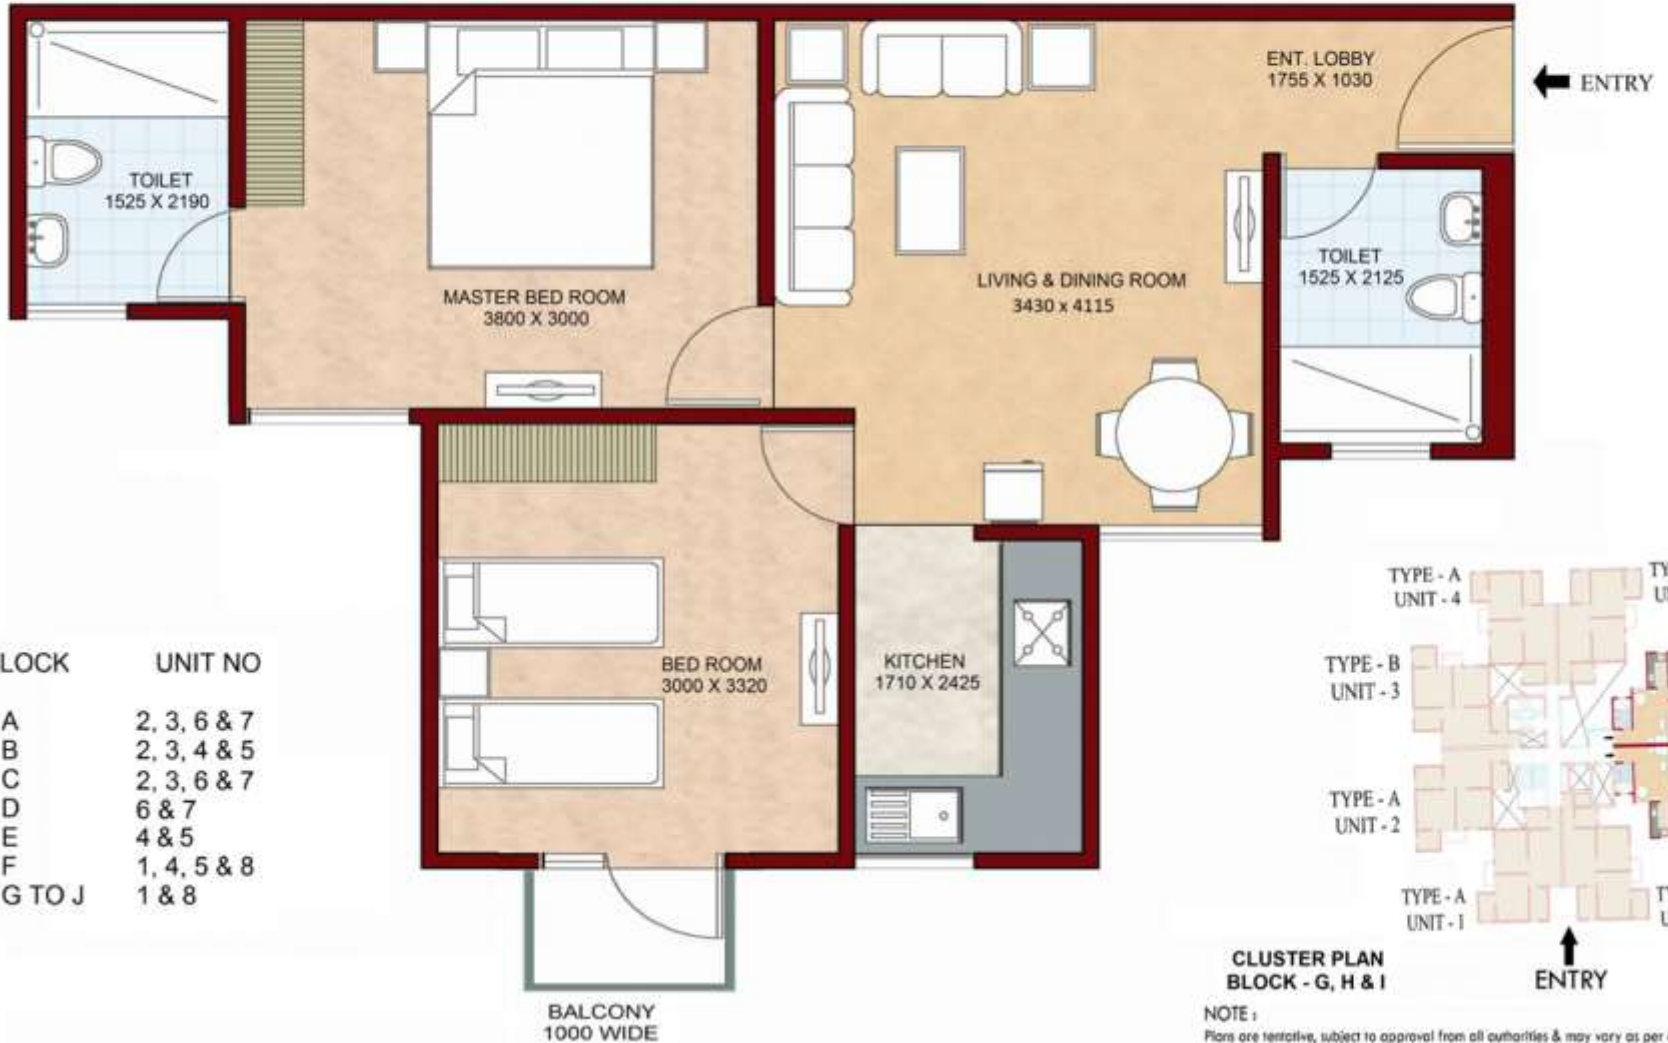 ENT. LOBBY
1755 X 1030
ENTRY
TOILET
1525 X 2190
MASTER BED ROOM
3800 X 3000
LIVING & DINING ROOM
3430 x 4115
TOILET
1525 X 2125
BED ROOM
3000 X 3320
KITCHEN
1710 X 2425
BALCONY
1000 WIDE
LOCK UNIT NO
A 2, 3, 6 & 7
B 2, 3, 4 & 5
C 2, 3, 6 & 7
D 6 & 7
E 4 & 5
F 1, 4, 5 & 8
G TO J 1 & 8
TYPE - A
UNIT - 4
TY
U
TYPE - B
UNIT - 3
TYPE - A
UNIT - 2
TYPE - A
UNIT - 1
TY
U
ENTRY
CLUSTER PLAN
BLOCK - G, H & I
NOTE :
Plans are tentative, subject to approval from all authorities & may vary as per